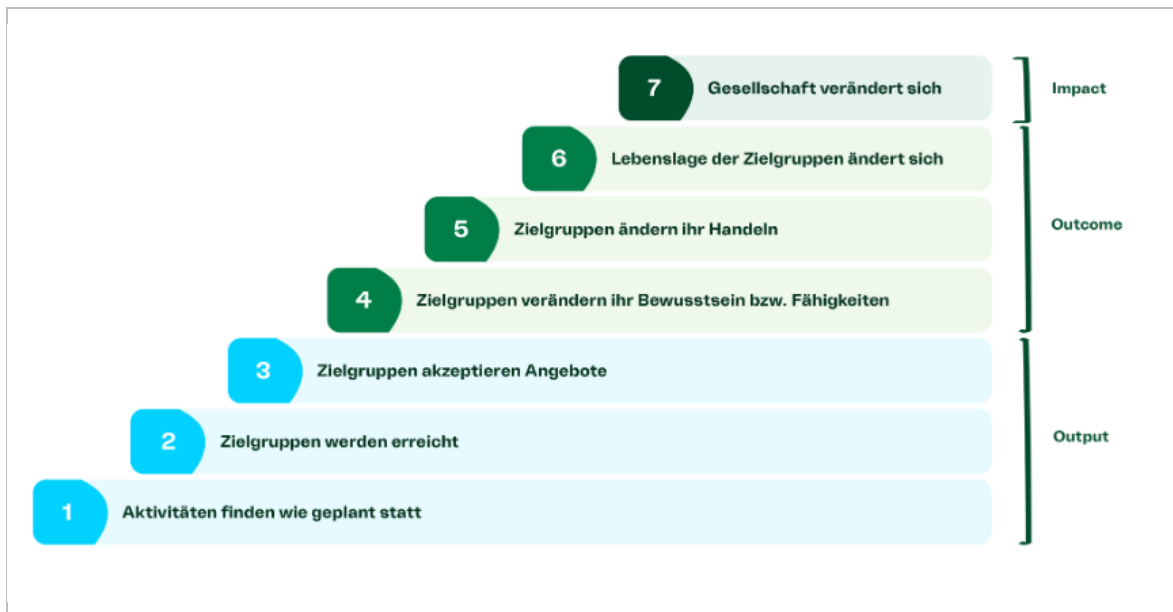 7 Gesellschaft verändert sich Impact
6 Lebenslage der Zielgruppen ändert sich
Outcome
5 Zielgruppen ändern ihr Handeln
4 Zielgruppen verändern ihr Bewusstsein bzw. Fähigkeiten
3 Zielgruppen akzeptieren Angebote
Output
2 Zielgruppen werden erreicht
1 Aktivitäten finden wie geplant statt